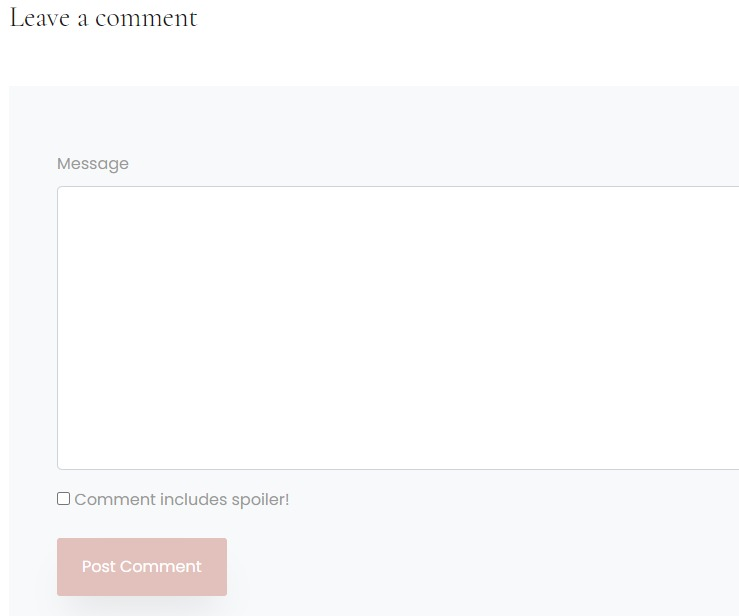 Leave a comment
Message
Comment includes spoiler!
Post Comment